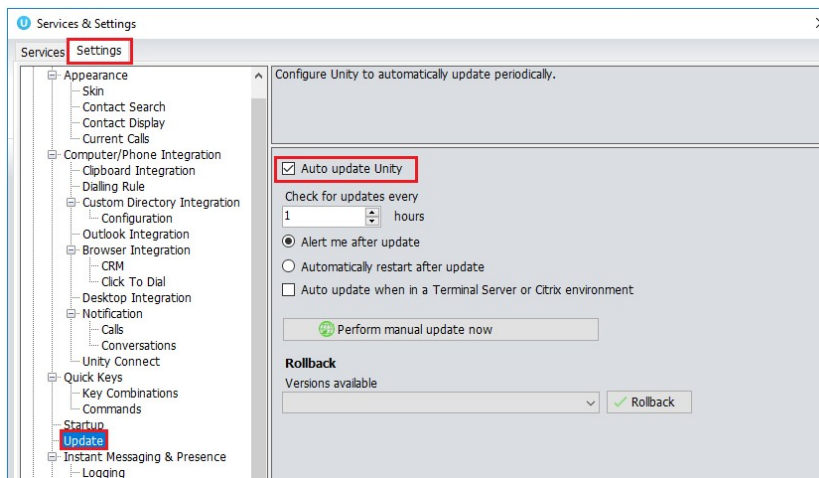 Services & Settings
Services
Settings
Appearance
Skin
Contact Search
Contact Display
Current Calls
Computer/Phone Integration
Clipboard Integration
Dialling Rule
Custom Directory Integration
Configuration
Outlook Integration
Browser Integration
CRM
Click To Dial
Desktop Integration
Notification
Calls
Conversations
Unity Connect
Quick Keys
Key Combinations
Commands
Startup
Update
Instant Messaging & Presence
Logging
Configure Unity to automatically update periodically.
Auto update Unity
Check for updates every
1 hours
Alert me after update
Automatically restart after update
Auto update when in a Terminal Server or Citrix environment
Perform manual update now
Rollback
Versions available
Rollback